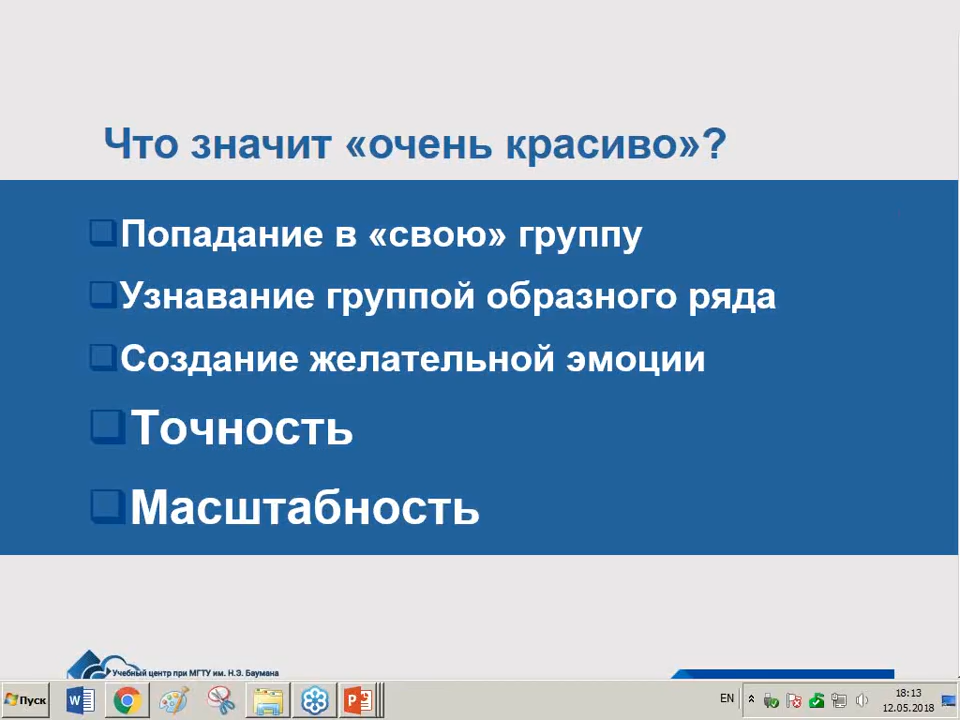 Что значит «очень красиво»?
Попадание в «свою» группу
Узнавание группой образного ряда
Создание желательной эмоции
Точность
Масштабность
Учебный центр при МГТУ им. Н.Э. Баумана
Пуск
EN
18:13
12.05.2018